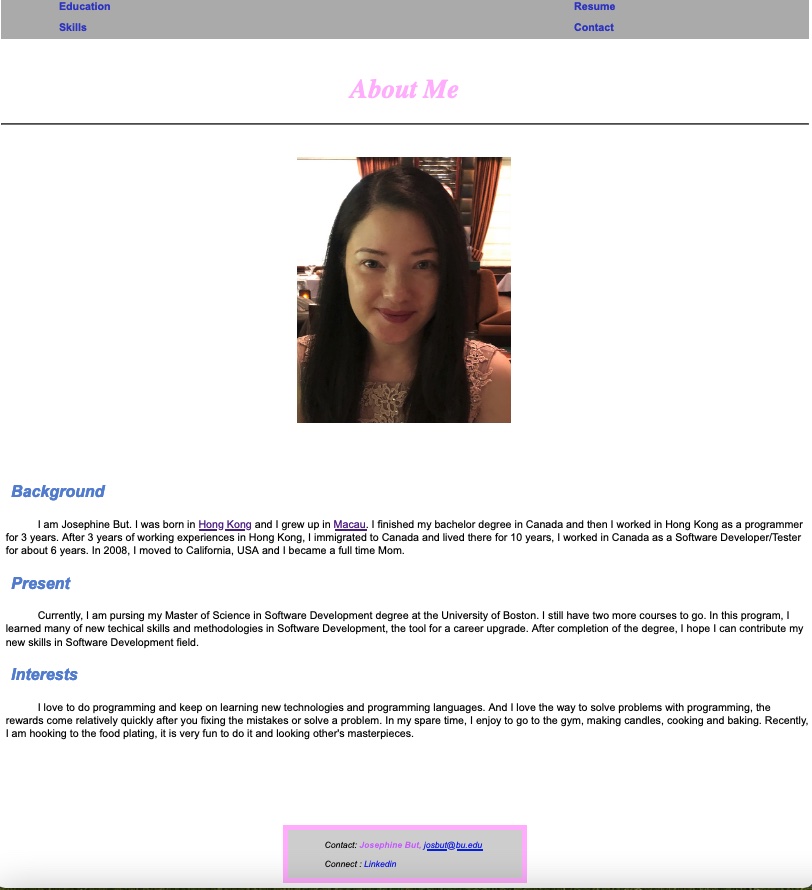 Education Resume
Skills Contact
About Me
Background
I am Josephine But. I was born in Hong Kong and I grew up in Macau. I finished my bachelor degree in Canada and then I worked in Hong Kong as a programmer
for 3 years. After 3 years of working experiences in Hong Kong, I immigrated to Canada and lived there for 10 years, I worked in Canada as a Software Developer/Tester
for about 6 years. In 2008, I moved to California, USA and I became a full time Mom.
Present
Currently, I am pursing my Master of Science in Software Development degree at the University of Boston. I still have two more courses to go. In this program, I
learned many of new techical skills and methodologies in Software Development, the tool for a career upgrade. After completion of the degree, I hope I can contribute my
new skills in Software Development field.
Interests
I love to do programming and keep on learning new technologies and programming languages. And I love the way to solve problems with programming, the
rewards come relatively quickly after you fixing the mistakes or solve a problem. In my spare time, I enjoy to go to the gym, making candles, cooking and baking. Recently,
I am hooking to the food plating, it is very fun to do it and looking other's masterpieces.
Contact: Josephine But, josbut@bu.edu
Connect : Linkedin